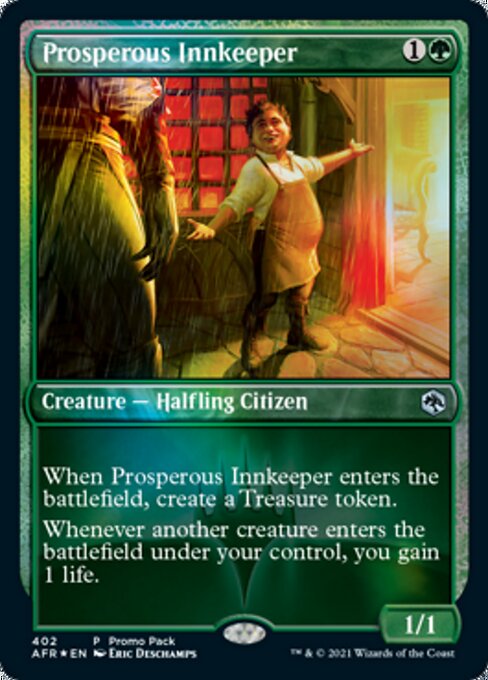 Prosperous Innkeeper 1
Creature — Halfling Citizen
When Prosperous Innkeeper enters the
battlefield, create a Treasure token.
Whenever another creature enters the
battlefield under your control, you gain
1 life.
1/1
402 P Promo Pack
AFR ★ EN Eric Deschamps
™ & © 2021 Wizards of the Coast